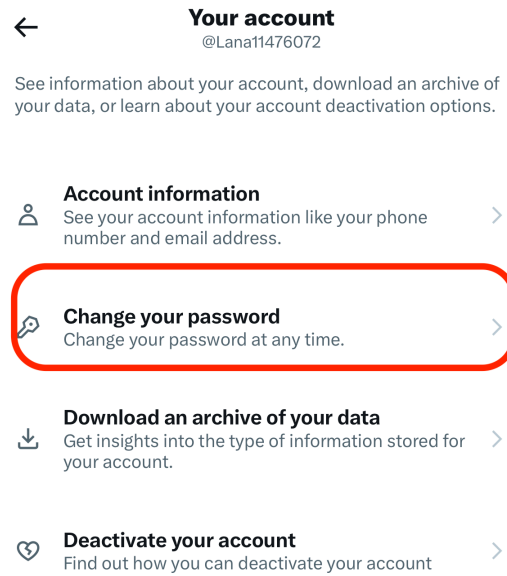 Your account
@Lana11476072
See information about your account, download an archive of
your data, or learn about your account deactivation options.
Account information
See your account information like your phone
number and email address.
Change your password
Change your password at any time.
Download an archive of your data
Get insights into the type of information stored for
your account.
Deactivate your account
Find out how you can deactivate your account